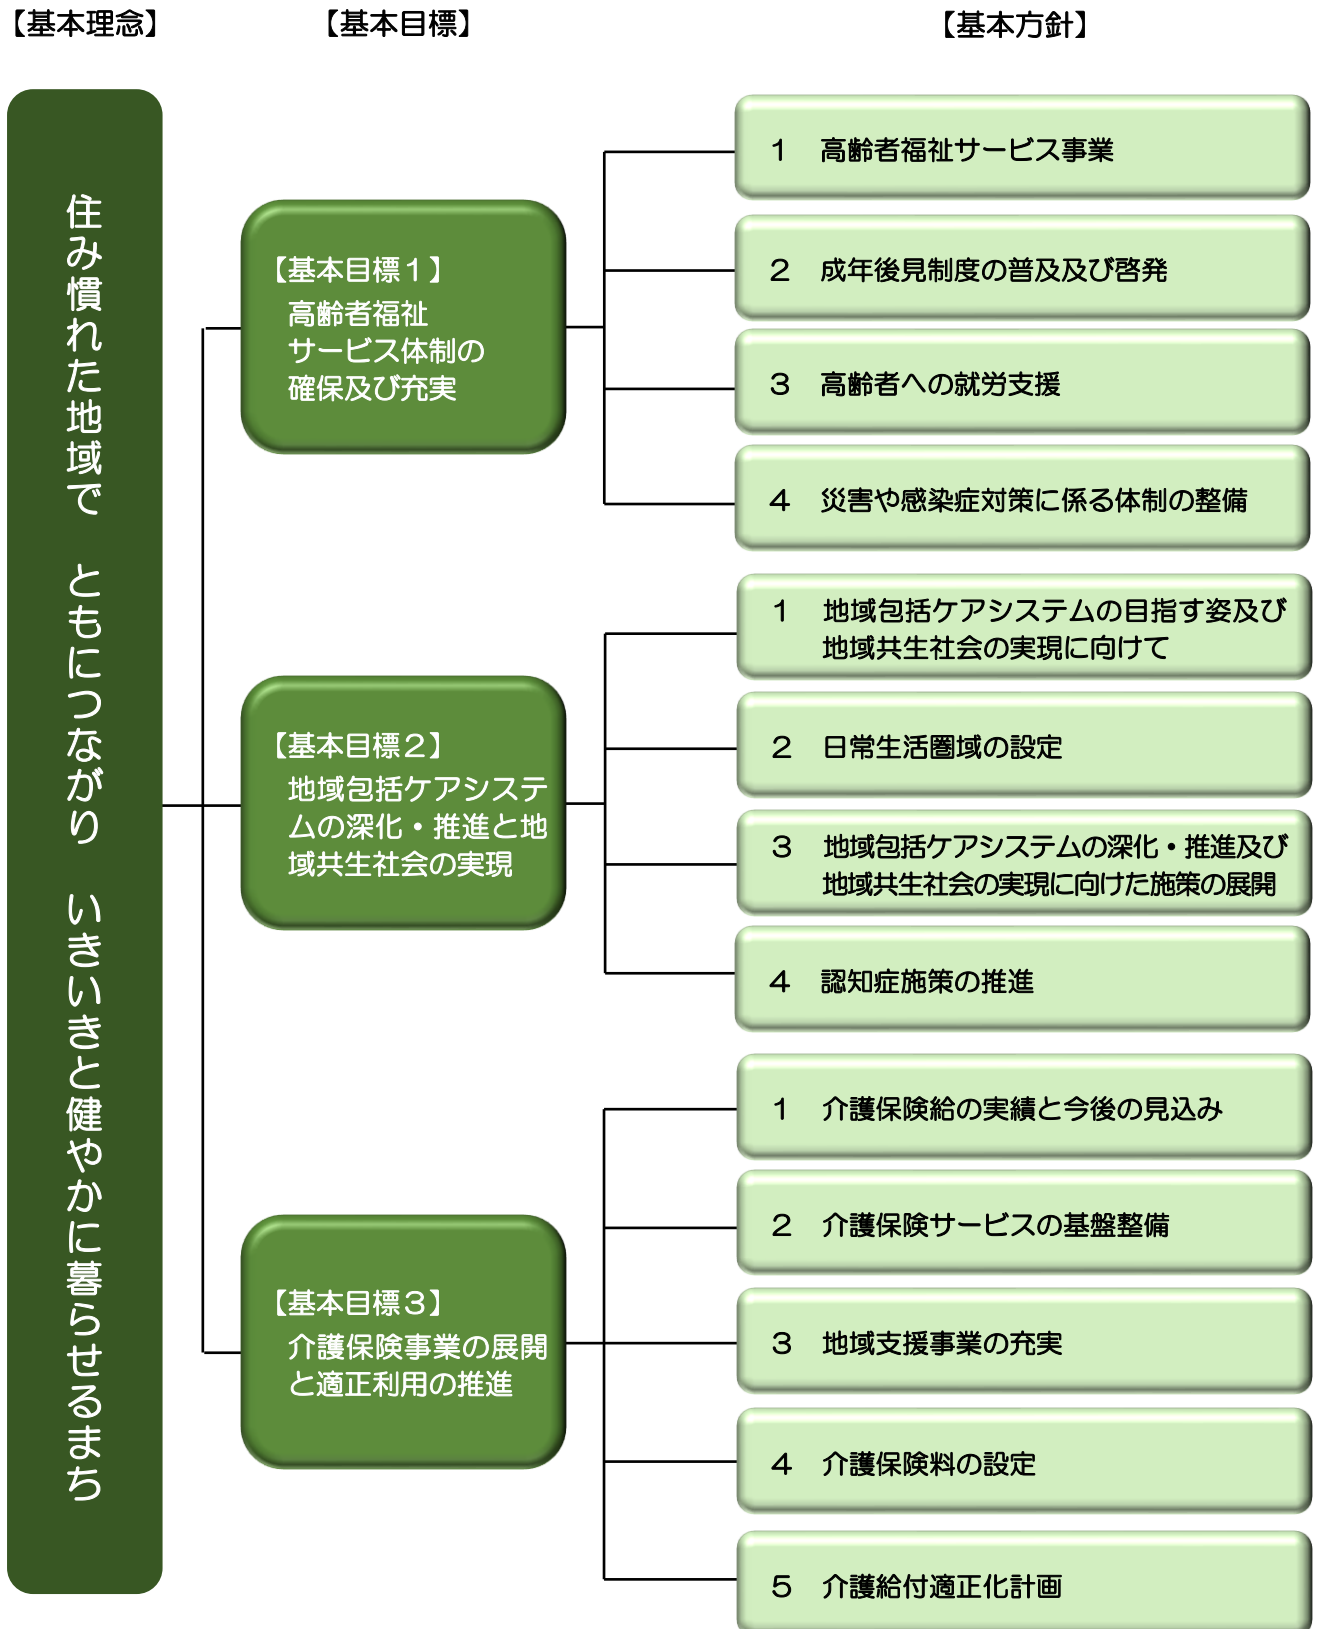 【基本理念】
【基本目標】
【基本方針】
住み慣れた地域で　ともにつながり　いきいきと健やかに暮らせるまち
【基本目標１】
高齢者福祉
サービス体制の
確保及び充実
１　高齢者福祉サービス事業
２　成年後見制度の普及及び啓発
３　高齢者への就労支援
４　災害や感染症対策に係る体制の整備
【基本目標２】
地域包括ケアシステ
ムの深化・推進と地
域共生社会の実現
１　地域包括ケアシステムの目指す姿及び
地域共生社会の実現に向けて
２　日常生活圏域の設定
３　地域包括ケアシステムの深化・推進及び
地域共生社会の実現に向けた施策の展開
４　認知症施策の推進
【基本目標３】
介護保険事業の展開
と適正利用の推進
１　介護保険給の実績と今後の見込み
２　介護保険サービスの基盤整備
３　地域支援事業の充実
４　介護保険料の設定
５　介護給付適正化計画